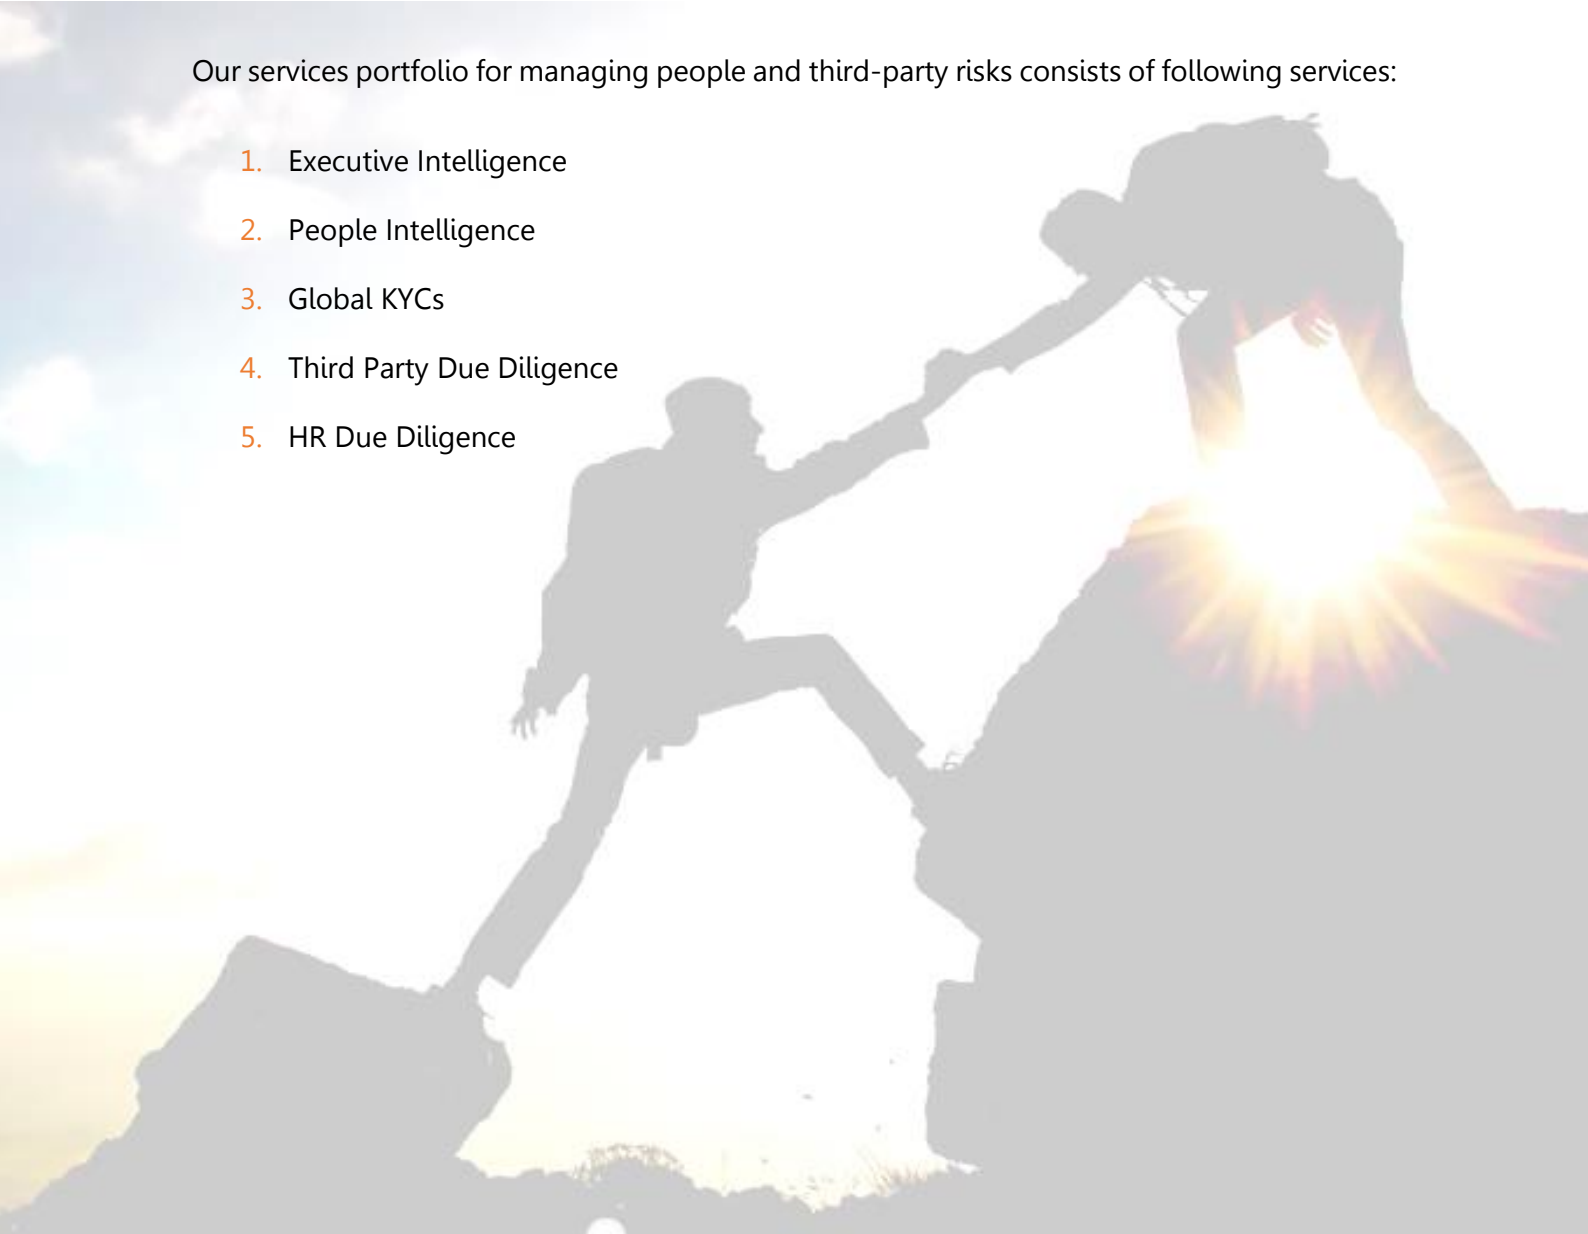 Our services portfolio for managing people and third-party risks consists of following services:
1. Executive Intelligence
2. People Intelligence
3. Global KYCs
4. Third Party Due Diligence
5. HR Due Diligence